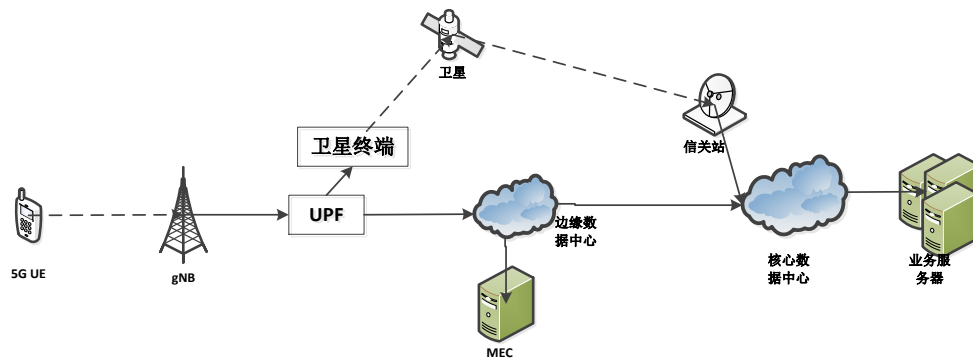 卫星
卫星终端
信关站
5G UE
gNB
UPF
边缘数
据中心
MEC
核心数
据中心
业务服
务器